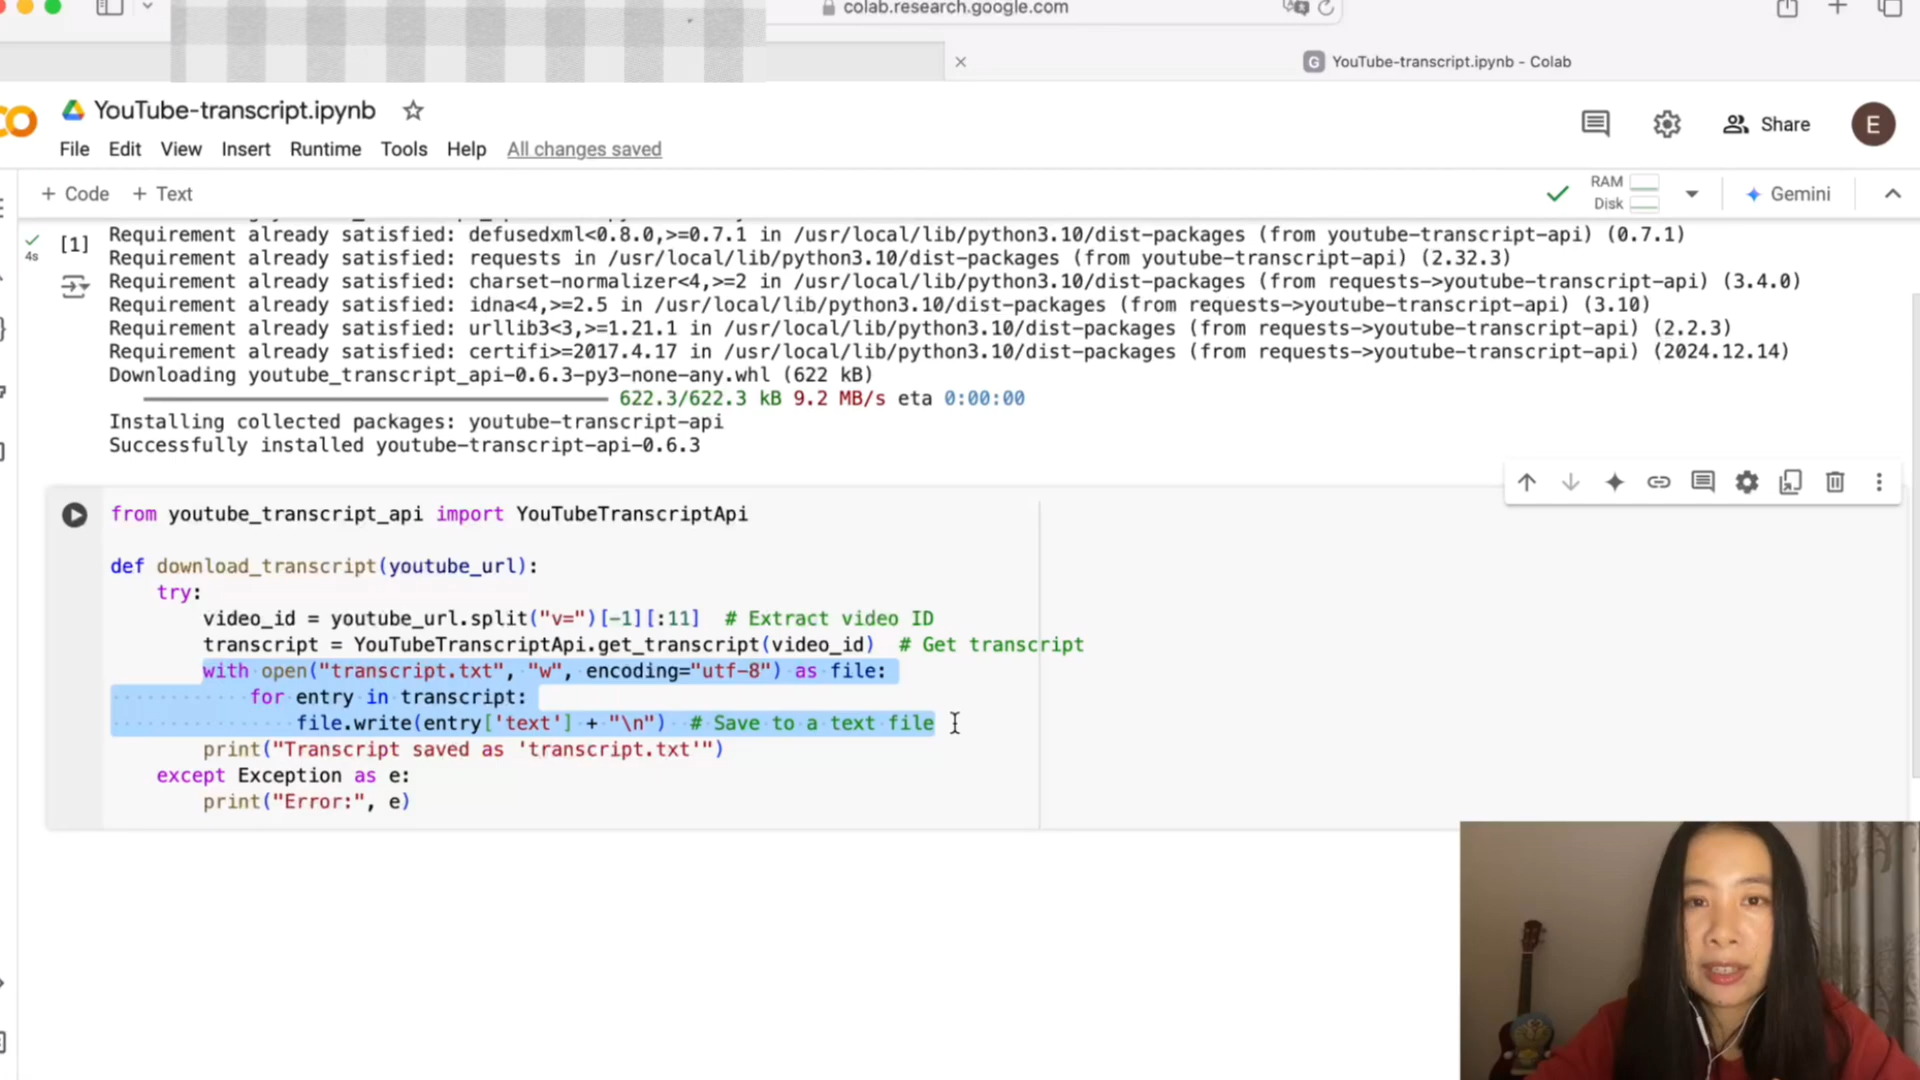 colab.research.google.com
G YouTube-transcript.ipynb - Colab
YouTube-transcript.ipynb
File Edit View Insert Runtime Tools Help All changes saved
Share
E
+ Code + Text
RAM
Disk
Gemini
[1]
4s
Requirement already satisfied: defusedxml<0.8.0,>=0.7.1 in /usr/local/lib/python3.10/dist-packages (from youtube-transcript-api) (0.7.1)
Requirement already satisfied: requests in /usr/local/lib/python3.10/dist-packages (from youtube-transcript-api) (2.32.3)
Requirement already satisfied: charset-normalizer<4,>=2 in /usr/local/lib/python3.10/dist-packages (from requests->youtube-transcript-api) (3.4.0)
Requirement already satisfied: idna<4,>=2.5 in /usr/local/lib/python3.10/dist-packages (from requests->youtube-transcript-api) (3.10)
Requirement already satisfied: urllib3<3,>=1.21.1 in /usr/local/lib/python3.10/dist-packages (from requests->youtube-transcript-api) (2.2.3)
Requirement already satisfied: certifi>=2017.4.17 in /usr/local/lib/python3.10/dist-packages (from requests->youtube-transcript-api) (2024.12.14)
Downloading youtube_transcript_api-0.6.3-py3-none-any.whl (622 kB)
622.3/622.3 kB 9.2 MB/s eta 0:00:00
Installing collected packages: youtube-transcript-api
Successfully installed youtube-transcript-api-0.6.3
from youtube_transcript_api import YouTubeTranscriptApi
def download_transcript(youtube_url):
try:
video_id = youtube_url.split("v=")[-1][:11] # Extract video ID
transcript = YouTubeTranscriptApi.get_transcript(video_id) # Get transcript
with open("transcript.txt", "w", encoding="utf-8") as file:
for entry in transcript:
file.write(entry['text'] + "\n") # Save to a text file
print("Transcript saved as 'transcript.txt'")
except Exception as e:
print("Error:", e)